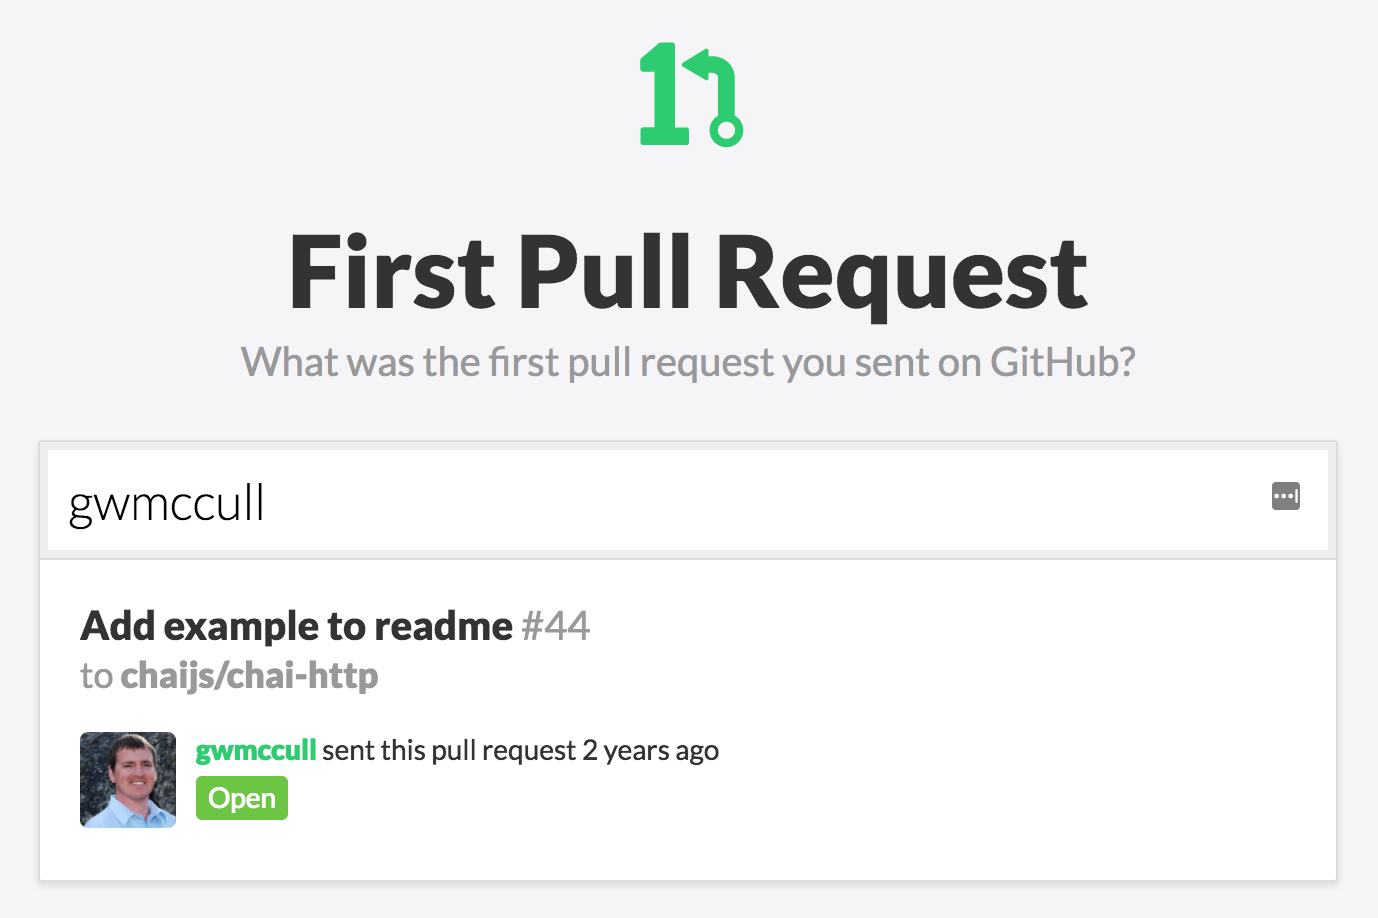 First Pull Request
What was the first pull request you sent on GitHub?
gwmccull
Add example to readme #44
to chaijs/chai-http
gwmccull sent this pull request 2 years ago
Open